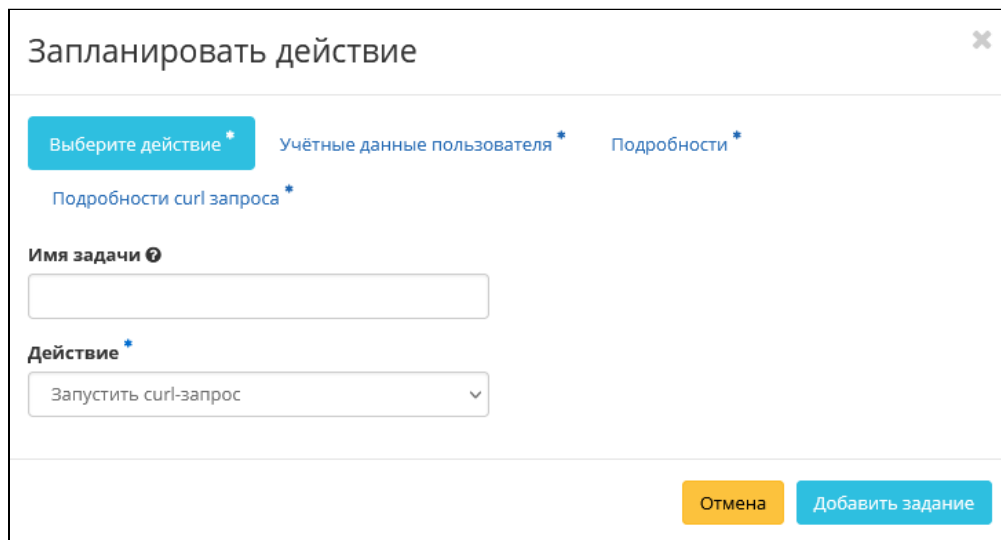 Запланировать действие
Выберите действие * Учётные данные пользователя * Подробности *
Подробности curl запроса *
Имя задачи
Действие *
Запустить curl-запрос
Отмена Добавить задание